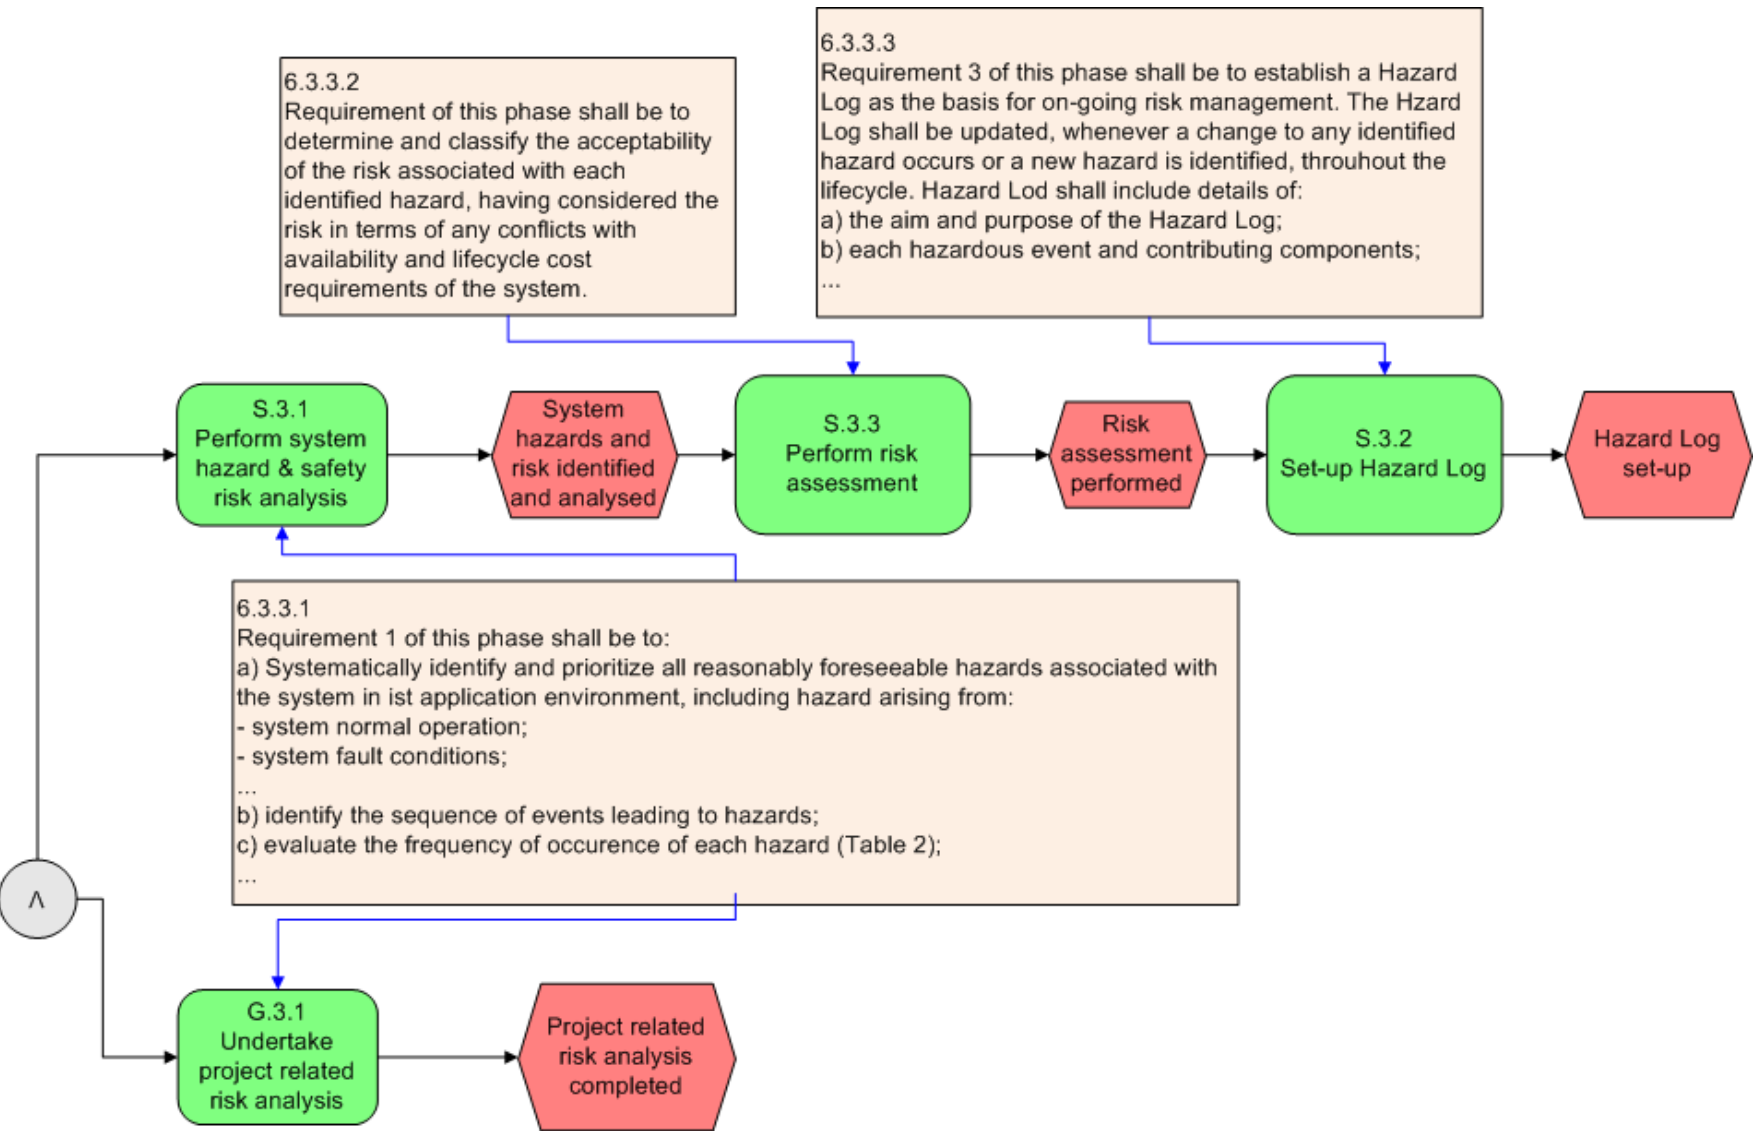 6.3.3.2
Requirement of this phase shall be to
determine and classify the acceptability
of the risk associated with each
identified hazard, having considered the
risk in terms of any conflicts with
availability and lifecycle cost
requirements of the system.
6.3.3.3
Requirement 3 of this phase shall be to establish a Hazard
Log as the basis for on-going risk management. The Hzard
Log shall be updated, whenever a change to any identified
hazard occurs or a new hazard is identified, throuhout the
lifecycle. Hazard Lod shall include details of:
a) the aim and purpose of the Hazard Log;
b) each hazardous event and contributing components;
...
S.3.1
Perform system
hazard & safety
risk analysis
System
hazards and
risk identified
and analysed
S.3.3
Perform risk
assessment
Risk
assessment
performed
S.3.2
Set-up Hazard Log
Hazard Log
set-up
6.3.3.1
Requirement 1 of this phase shall be to:
a) Systematically identify and prioritize all reasonably foreseeable hazards associated with
the system in ist application environment, including hazard arising from:
- system normal operation;
- system fault conditions;
...
b) identify the sequence of events leading to hazards;
c) evaluate the frequency of occurence of each hazard (Table 2);
...
Λ
G.3.1
Undertake
project related
risk analysis
Project related
risk analysis
completed